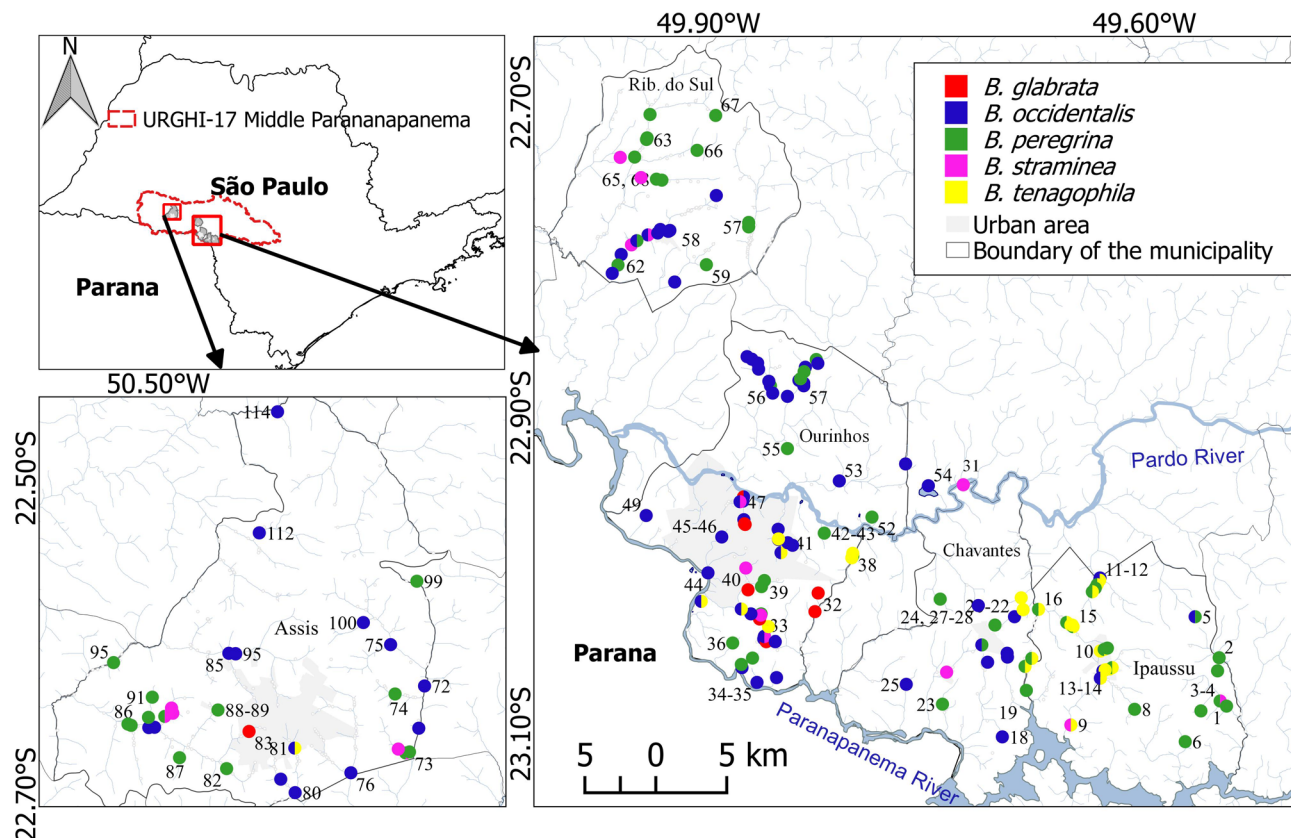 49.90°W
49.60°W
N
URGHI-17 Middle Parananapanema
São Paulo
Parana
22.70°S
22.90°S
23.10°S
B. glabrata
B. occidentalis
B. peregrina
B. straminea
B. tenagophila
Urban area
Boundary of the municipality
Rib. do Sul
67
63
66
57
58
62
59
56
57
Ourinhos
55
53
54
31
Pardo River
49
47
45-46
41
42-43
52
38
Chavantes
11-12
44
40
39
32
24, 27-28
16
15
5
33
36
10
2
Ipaussu
Parana
34-35
25
13-14
3-4
23
19
9
8
1
18
6
Paranapanema River
5
0
5 km
50.50°W
22.50°S
22.70°S
114
112
99
100
Assis
75
95
85
95
72
91
86
88-89
74
83
81
73
87
82
76
80